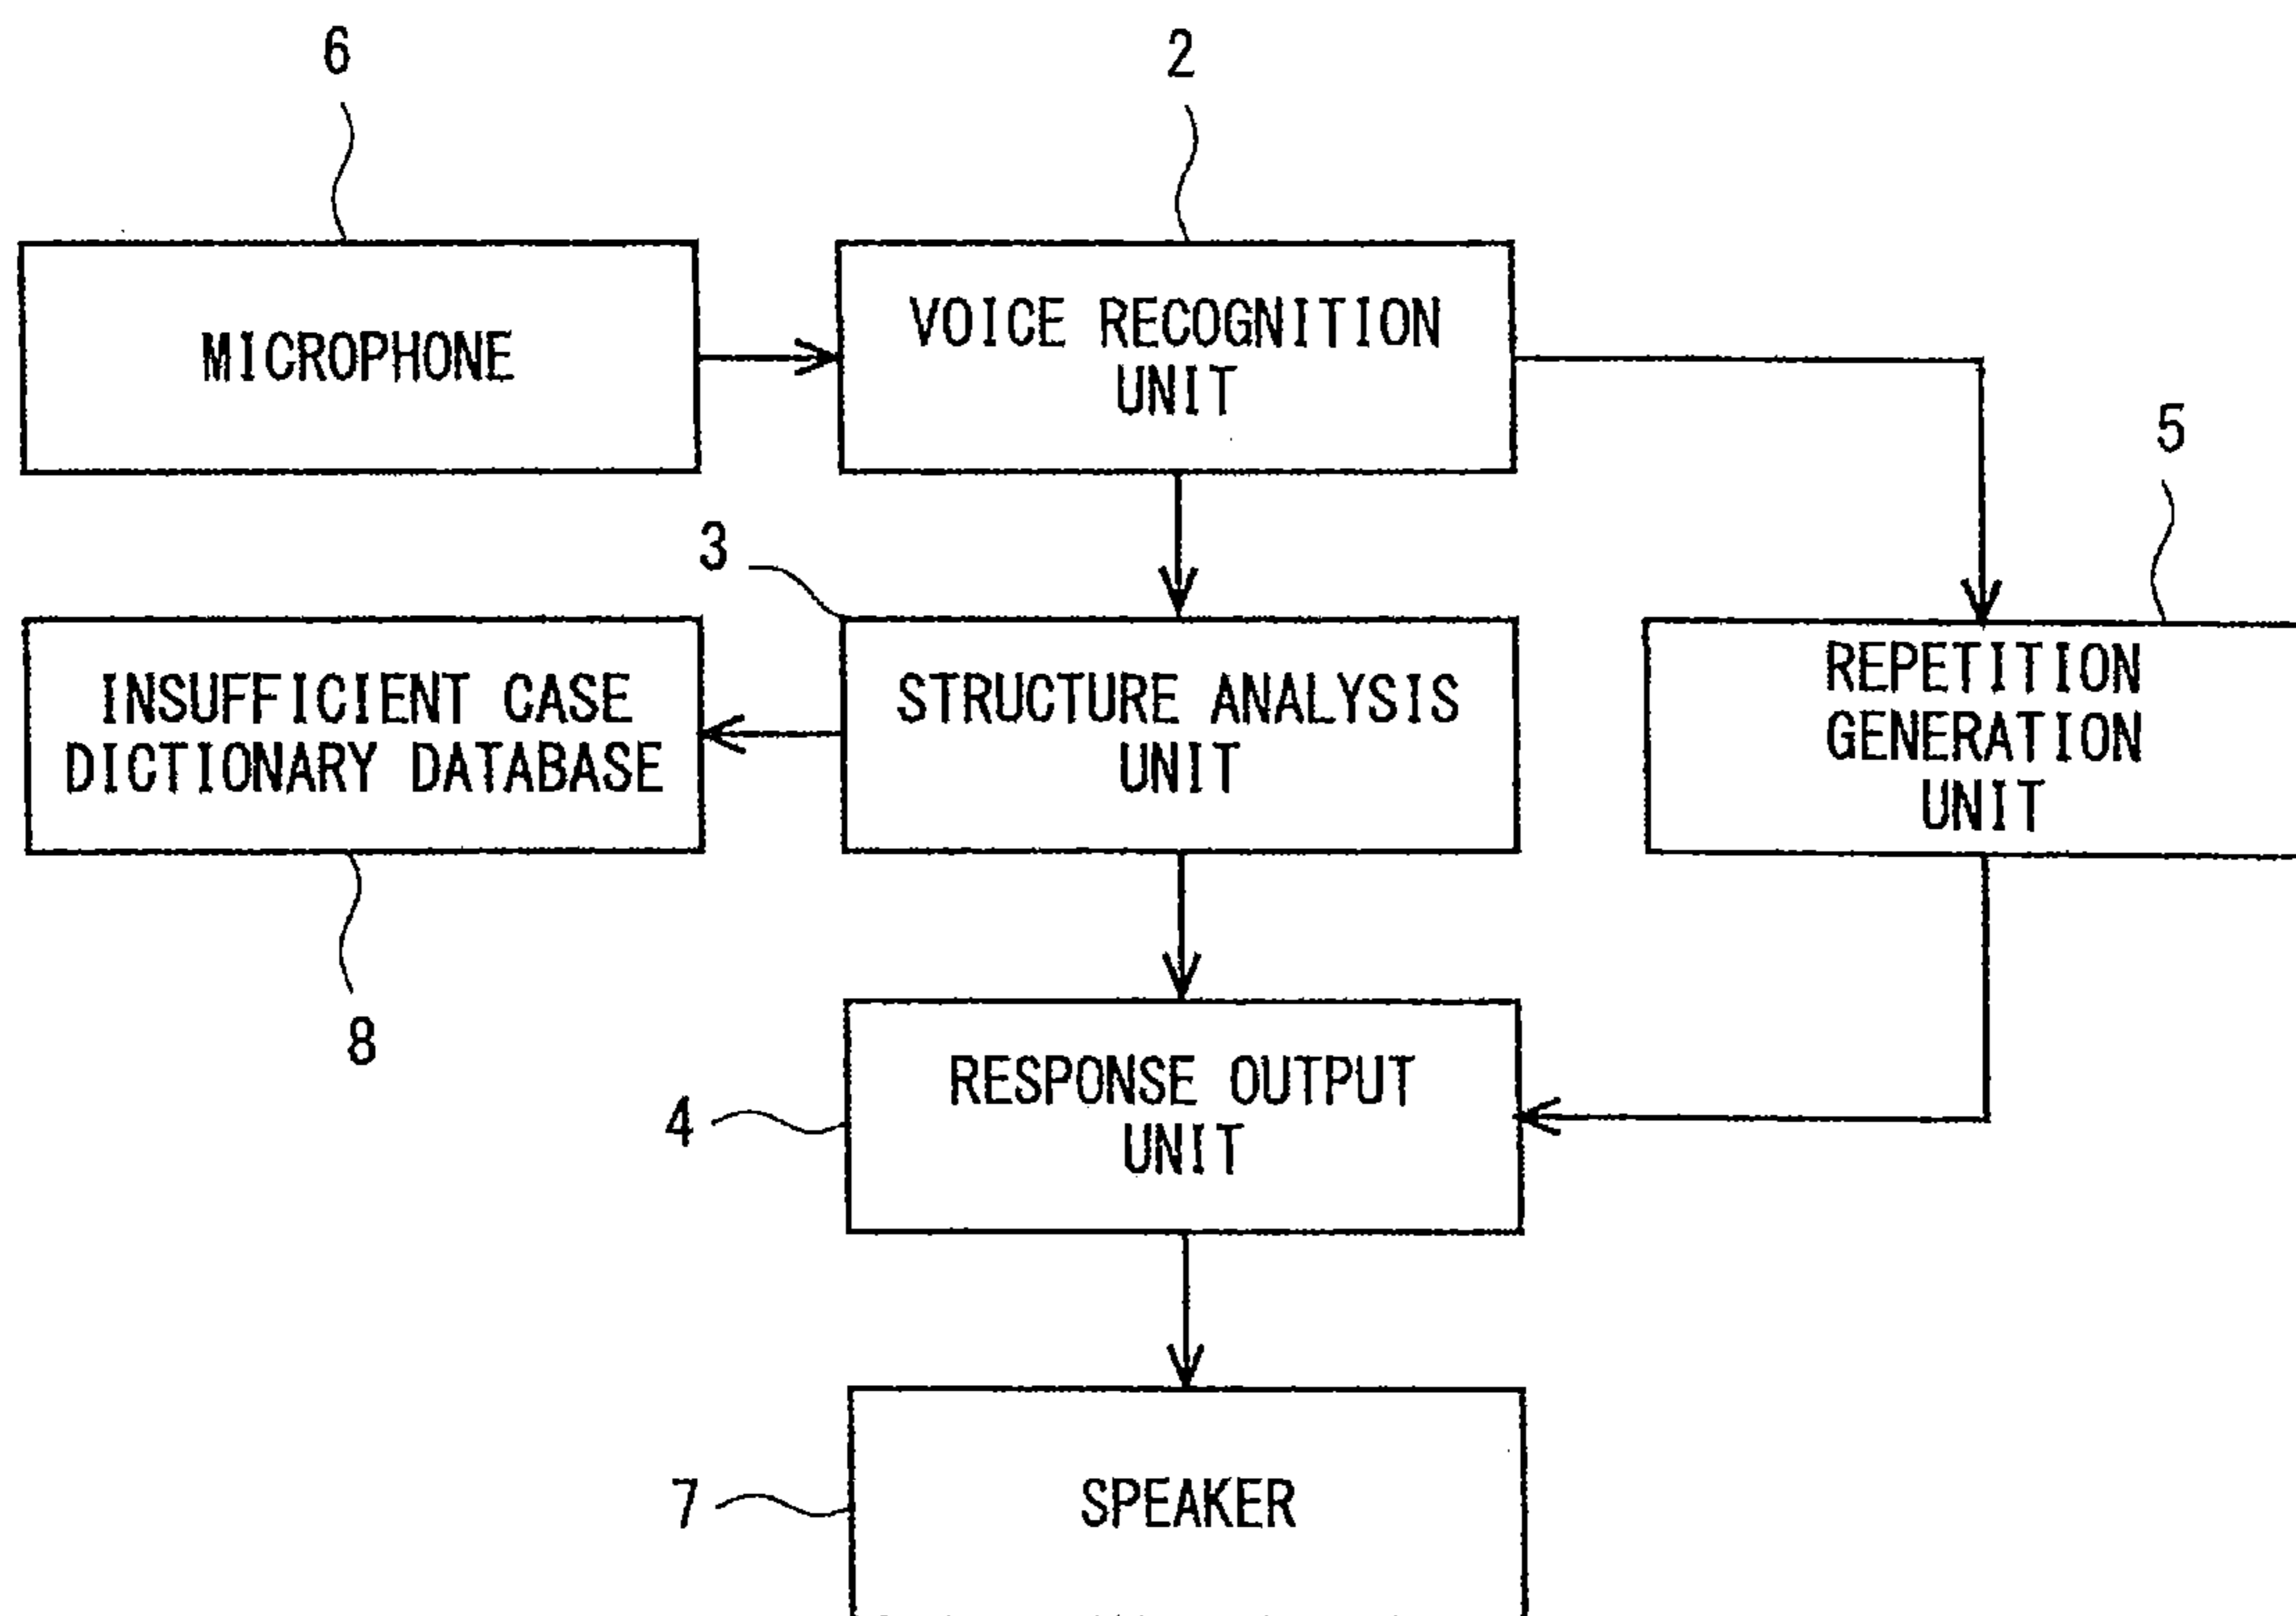 6
2
MICROPHONE
VOICE RECOGNITION
UNIT
5
3
INSUFFICIENT CASE
DICTIONARY DATABASE
STRUCTURE ANALYSIS
UNIT
REPETITION
GENERATION
UNIT
8
4
RESPONSE OUTPUT
UNIT
7
SPEAKER